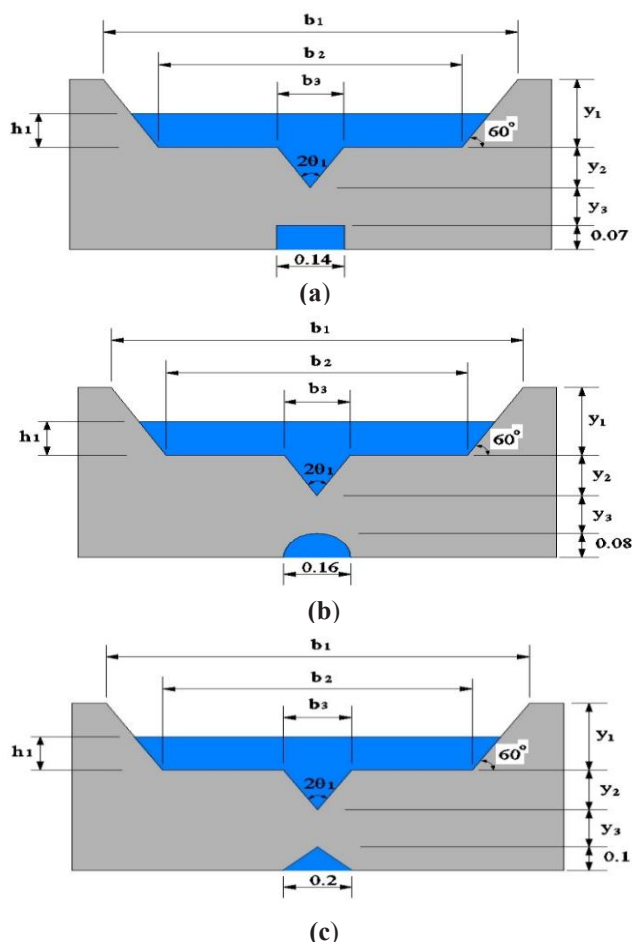 b₁
b₂
b₃
h₁
2θ₁
60°
y₁
y₂
y₃
0.07
0.14
(a)
b₁
b₂
b₃
h₁
2θ₁
60°
y₁
y₂
y₃
0.08
0.16
(b)
b₁
b₂
b₃
h₁
2θ₁
60°
y₁
y₂
y₃
0.1
0.2
(c)